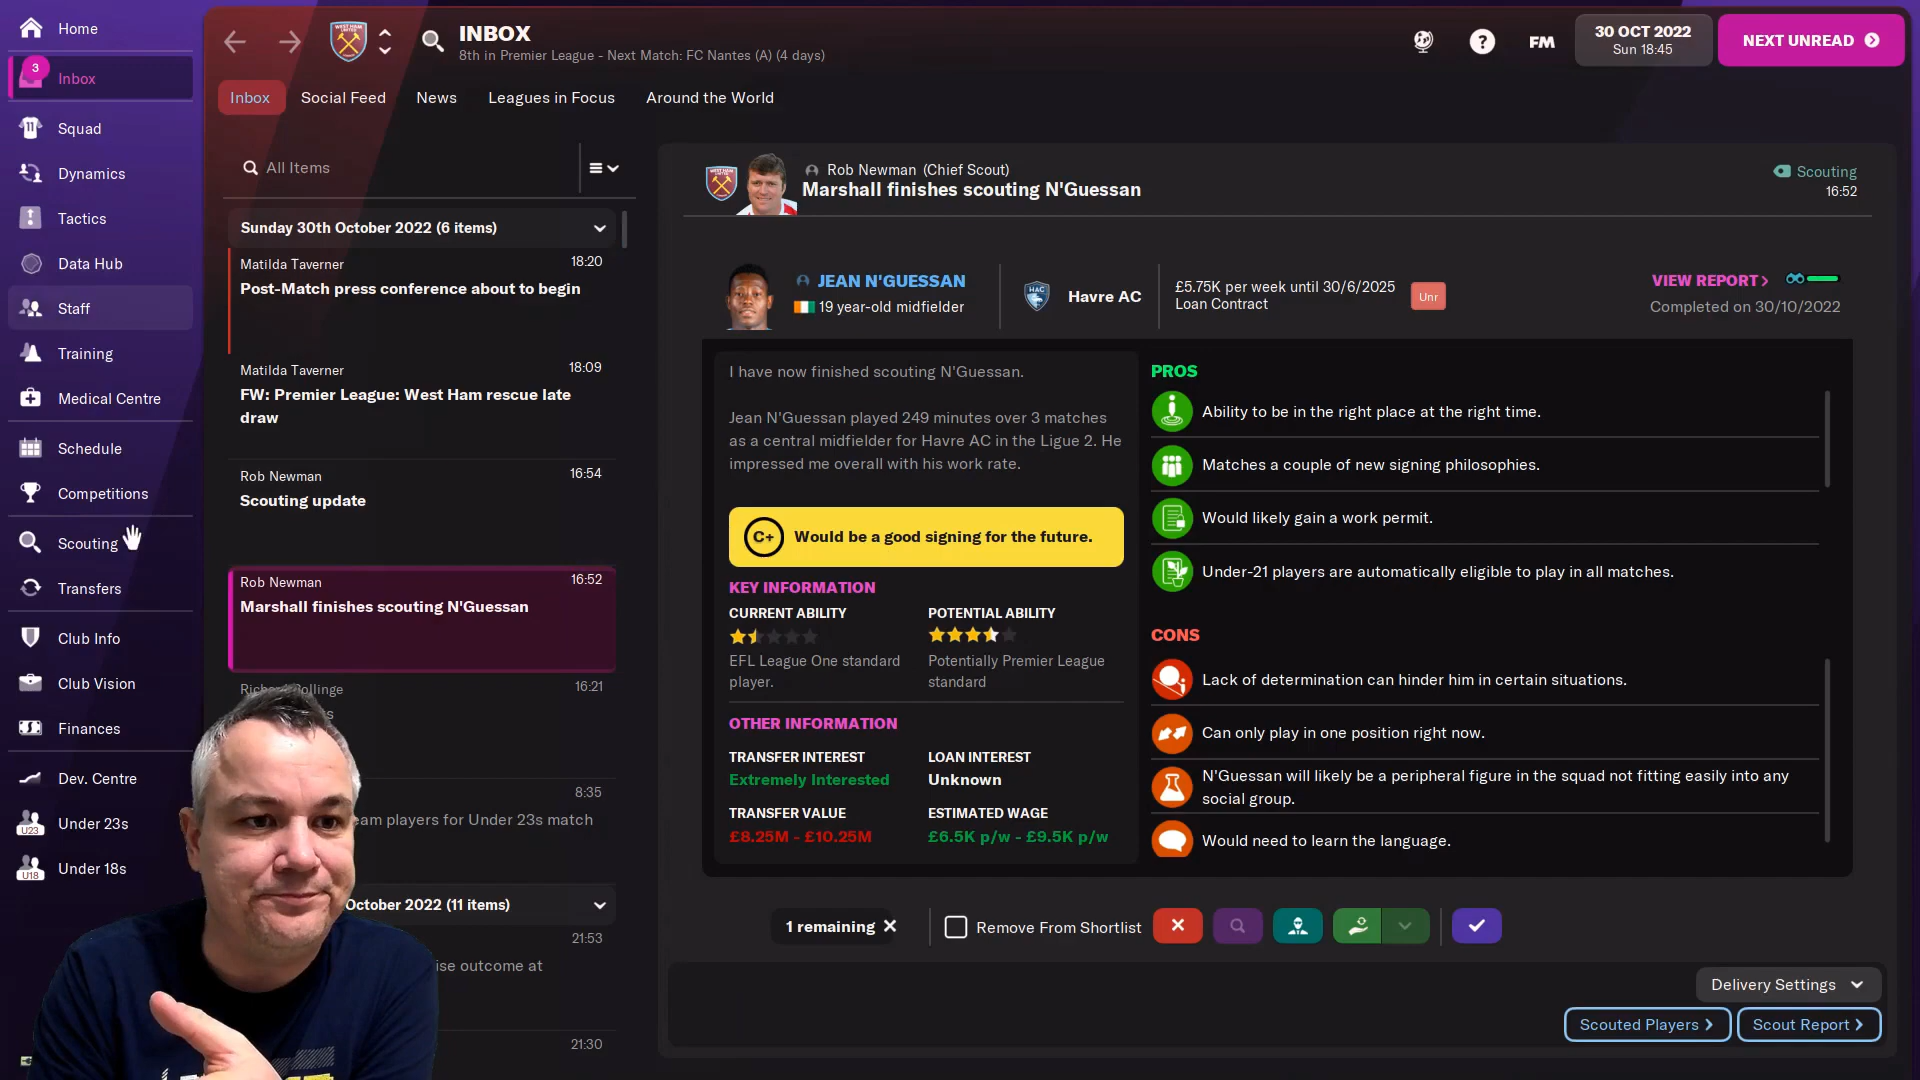 Home
3
Inbox
Squad
Dynamics
Tactics
Data Hub
Staff
Training
Medical Centre
Schedule
Competitions
Scouting
Transfers
Club Info
Club Vision
Finances
Dev. Centre
U23
Under 23s
U18
Under 18s
INBOX
8th in Premier League - Next Match: FC Nantes (A) (4 days)
?
FM
30 OCT 2022
Sun 18:45
NEXT UNREAD
Inbox
Social Feed
News
Leagues in Focus
Around the World
All Items
Sunday 30th October 2022 (6 items)
Matilda Taverner
18:20
Post-Match press conference about to begin
Matilda Taverner
18:09
FW: Premier League: West Ham rescue late
draw
Rob Newman
16:54
Scouting update
Rob Newman
16:52
Marshall finishes scouting N'Guessan
16:21
8:35
players for Under 23s match
October 2022 (11 items)
21:53
outcome at
21:30
Rob Newman (Chief Scout)
Marshall finishes scouting N'Guessan
Scouting
16:52
JEAN N'GUESSAN
19 year-old midfielder
HAC
Havre AC
£5.75K per week until 30/6/2025
Loan Contract
Unr
VIEW REPORT
Completed on 30/10/2022
I have now finished scouting N'Guessan.
Jean N'Guessan played 249 minutes over 3 matches
as a central midfielder for Havre AC in the Ligue 2. He
impressed me overall with his work rate.
C+
Would be a good signing for the future.
KEY INFORMATION
CURRENT ABILITY
EFL League One standard
player.
POTENTIAL ABILITY
Potentially Premier League
standard
OTHER INFORMATION
TRANSFER INTEREST
Extremely Interested
LOAN INTEREST
Unknown
TRANSFER VALUE
£8.25M - £10.25M
ESTIMATED WAGE
£6.5K p/w - £9.5K p/w
PROS
Ability to be in the right place at the right time.
Matches a couple of new signing philosophies.
Would likely gain a work permit.
Under-21 players are automatically eligible to play in all matches.
CONS
Lack of determination can hinder him in certain situations.
Can only play in one position right now.
N'Guessan will likely be a peripheral figure in the squad not fitting easily into any
social group.
Would need to learn the language.
1 remaining
Remove From Shortlist
Delivery Settings
Scouted Players
Scout Report